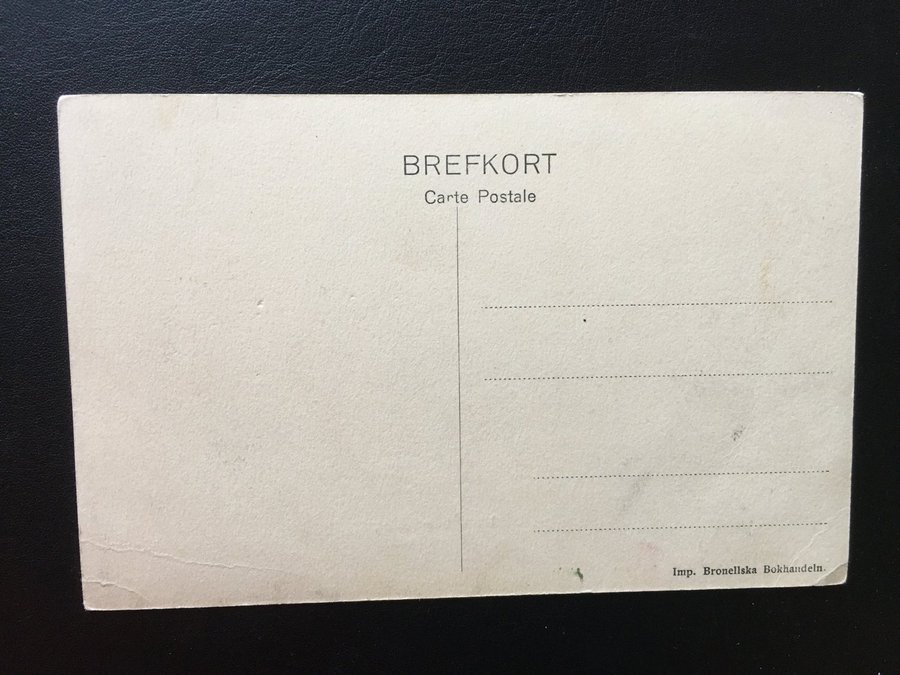 BREFKORT
Carte Postale
Imp. Bronellska Bokhandeln.